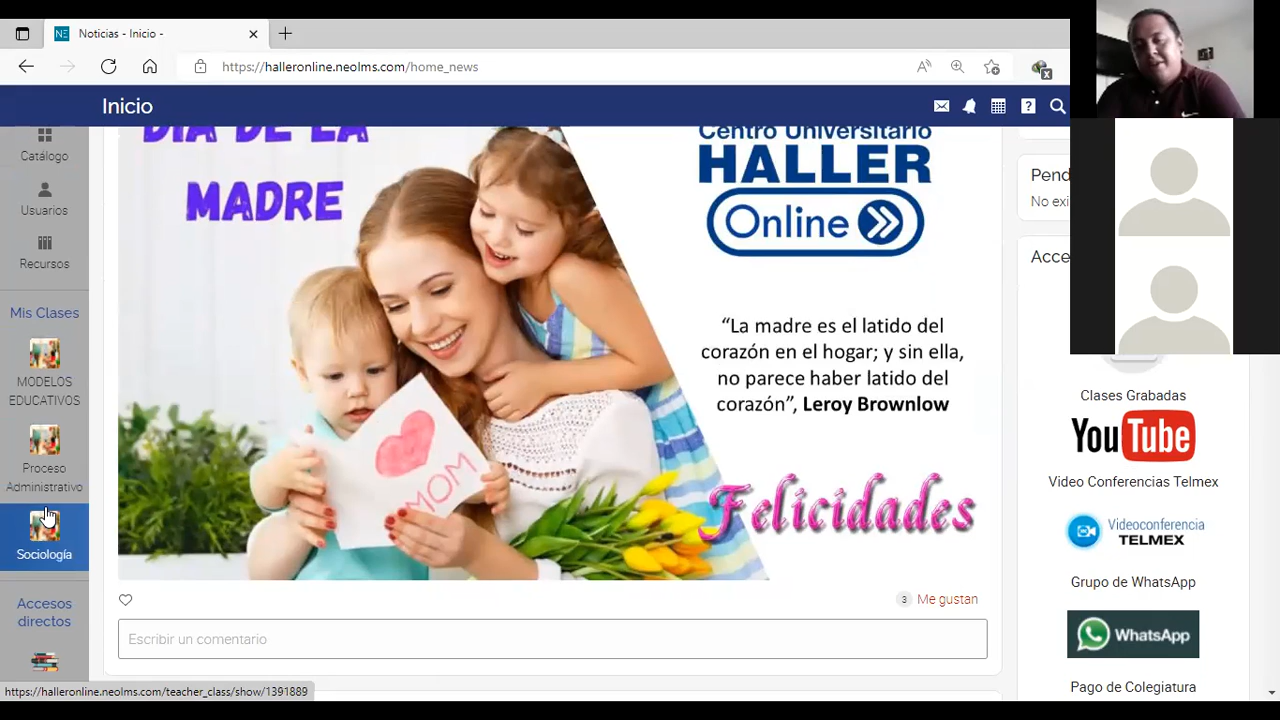 Noticias - Inicio -
https://halleronline.neolms.com/home_news
Inicio
Catálogo
Usuarios
Recursos
Mis Clases
MODELOS
EDUCATIVOS
Proceso
Administrativo
Sociología
Accesos
directos
DIA DE LA
MADRE
MOM
Centro Universitario
HALLER
Online
“La madre es el latido del
corazón en el hogar; y sin ella,
no parece haber latido del
corazón”, Leroy Brownlow
Felicidades
3 Me gustan
Escribir un comentario
Pend
No exi
Acce
Clases Grabadas
YouTube
Video Conferencias Telmex
Videoconferencia
TELMEX
Grupo de WhatsApp
WhatsApp
Pago de Colegiatura
https://halleronline.neolms.com/teacher_class/show/1391889